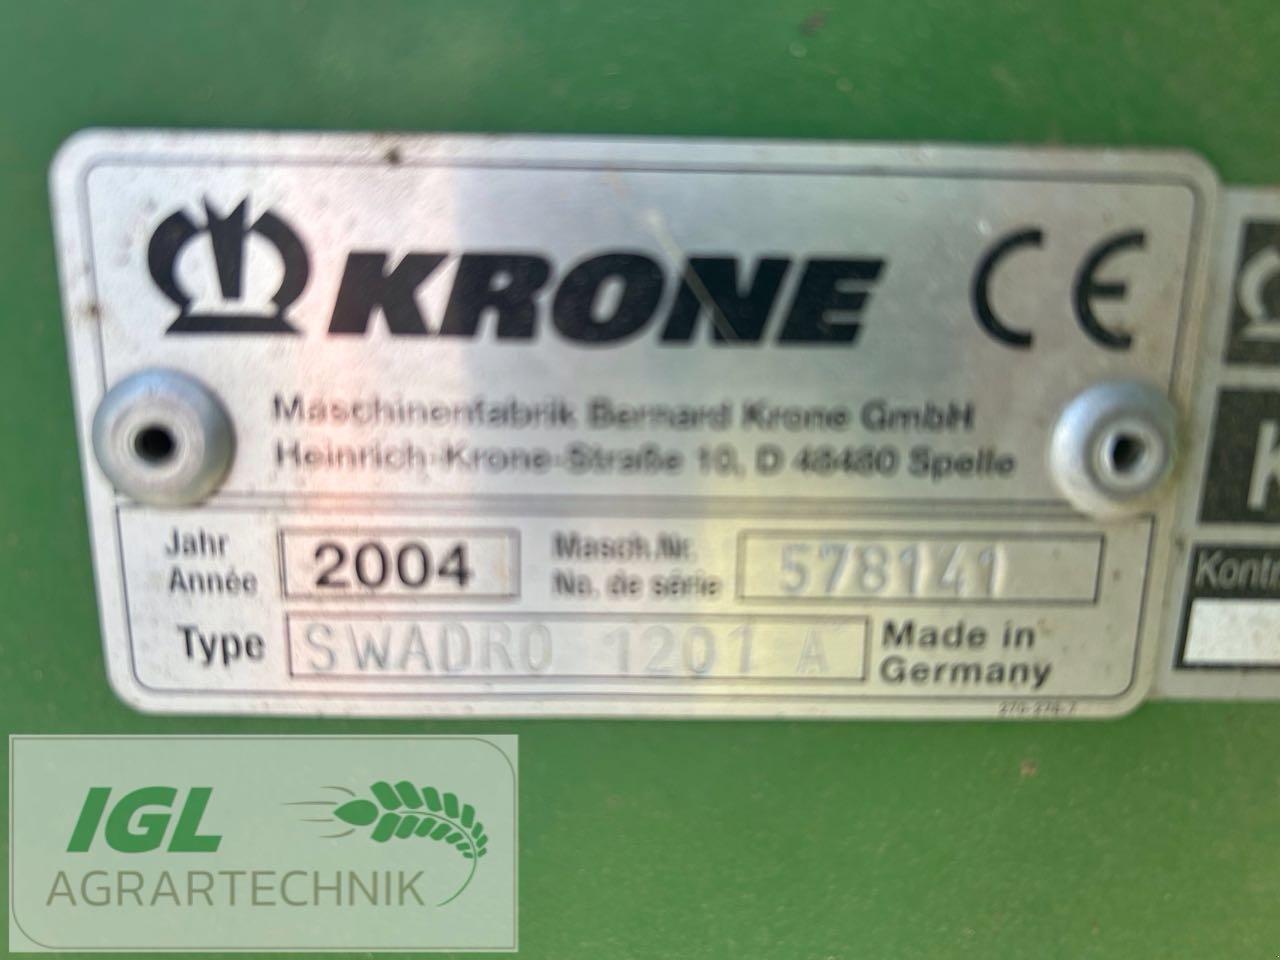 KRONE CE
Maschinenfabrik Bernard Krone GmbH
Heinrich-Krone-Straße 10, D 48480 Spelle
Jahr
Année
2004
Masch.Nr.
No. de série
578141
Type SWADRO 1201 A
Made in
Germany
K
Kontr
IGL
AGRARTECHNIK